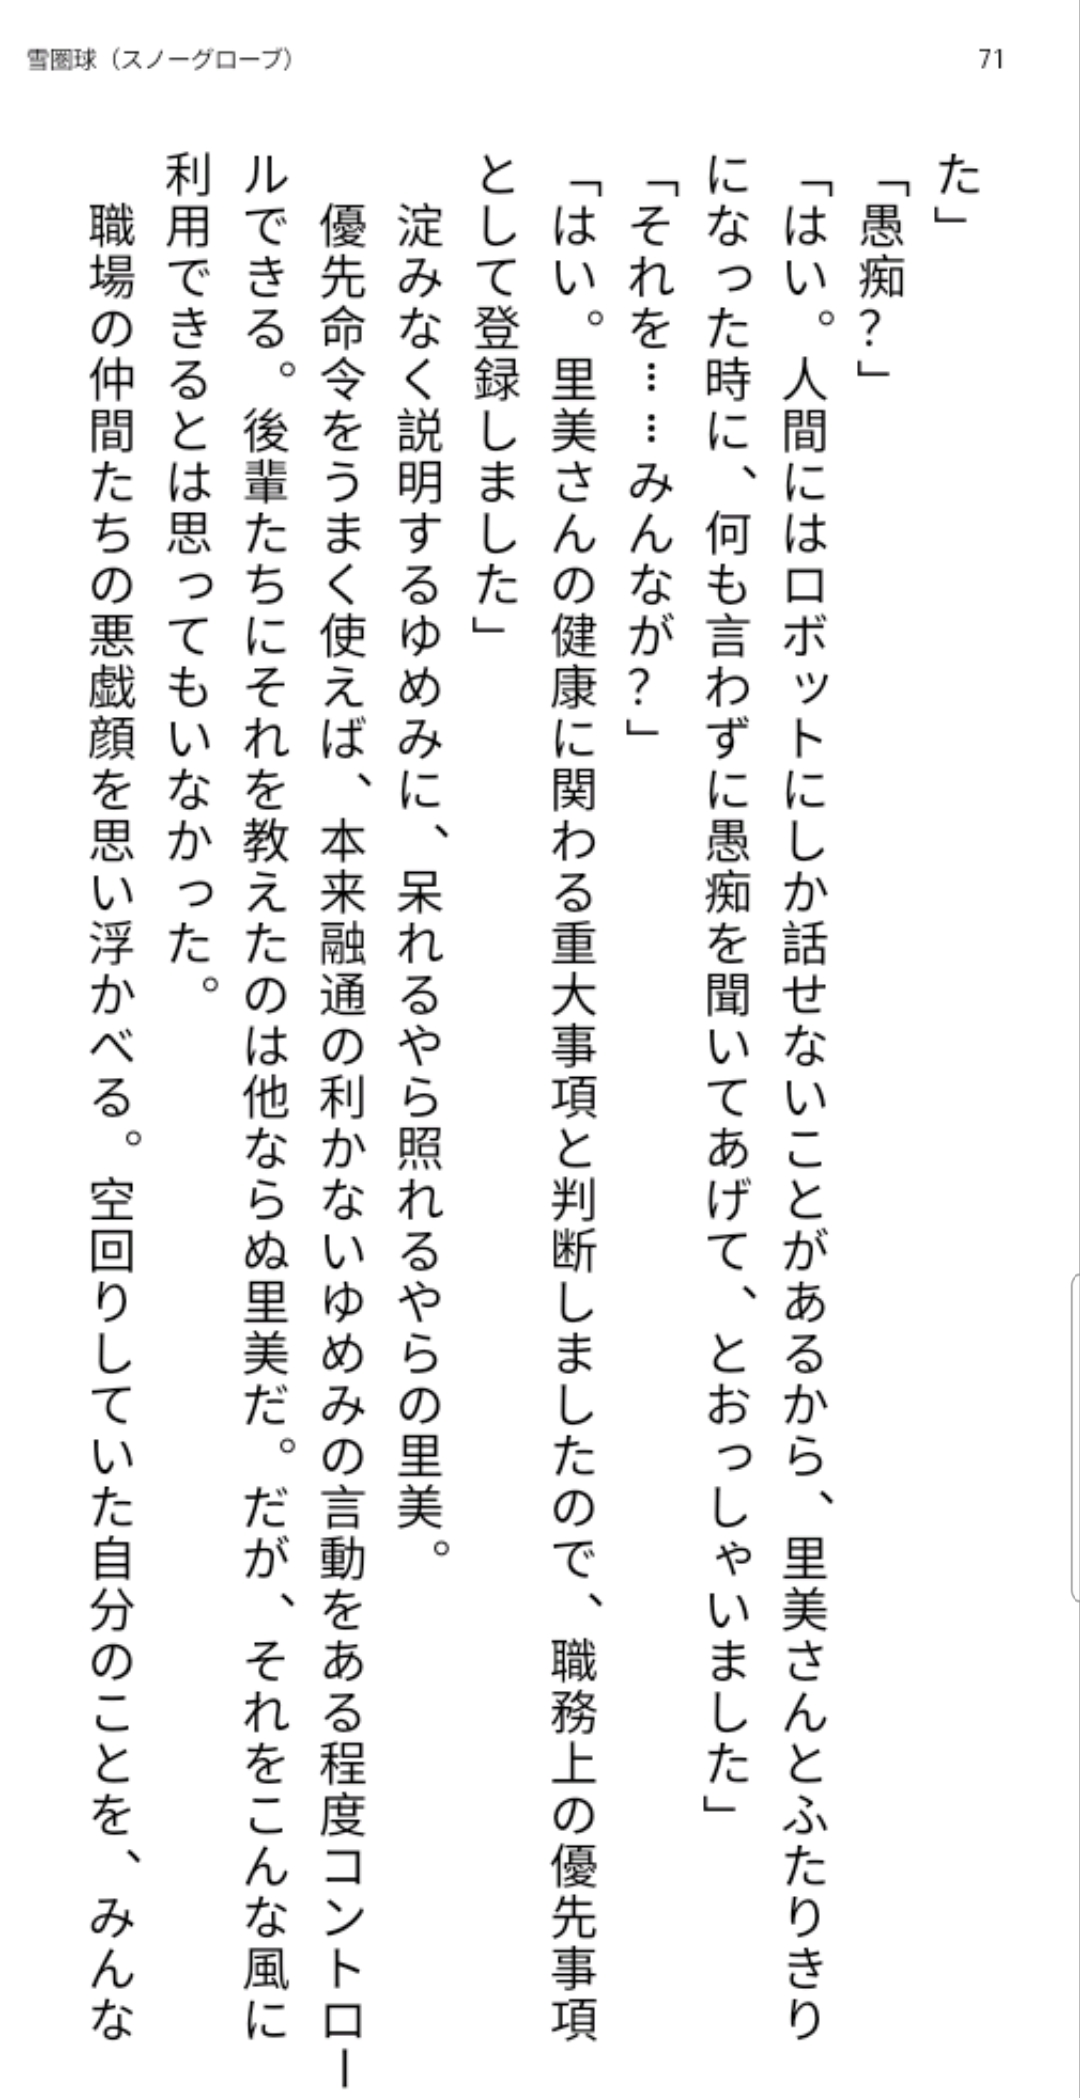 雪圏球（スノーグローブ）
71
た」
「愚痴？」
「はい。人間にはロボットにしか話せないことがあるから、里美さんとふたりきり
になった時に、何も言わずに愚痴を聞いてあげて、とおっしゃいました」
「それを……みんなが？」
「はい。里美さんの健康に関わる重大事項と判断しましたので、職務上の優先事項
として登録しました」
淀みなく説明するゆめみに、呆れるやら照れるやらの里美。
優先命令をうまく使えば、本来融通の利かないゆめみの言動をある程度コントロー
ルできる。後輩たちにそれを教えたのは他ならぬ里美だ。だが、それをこんな風に
利用できるとは思ってもいなかった。
職場の仲間たちの悪戯顔を思い浮かべる。空回りしていた自分のことを、みんな